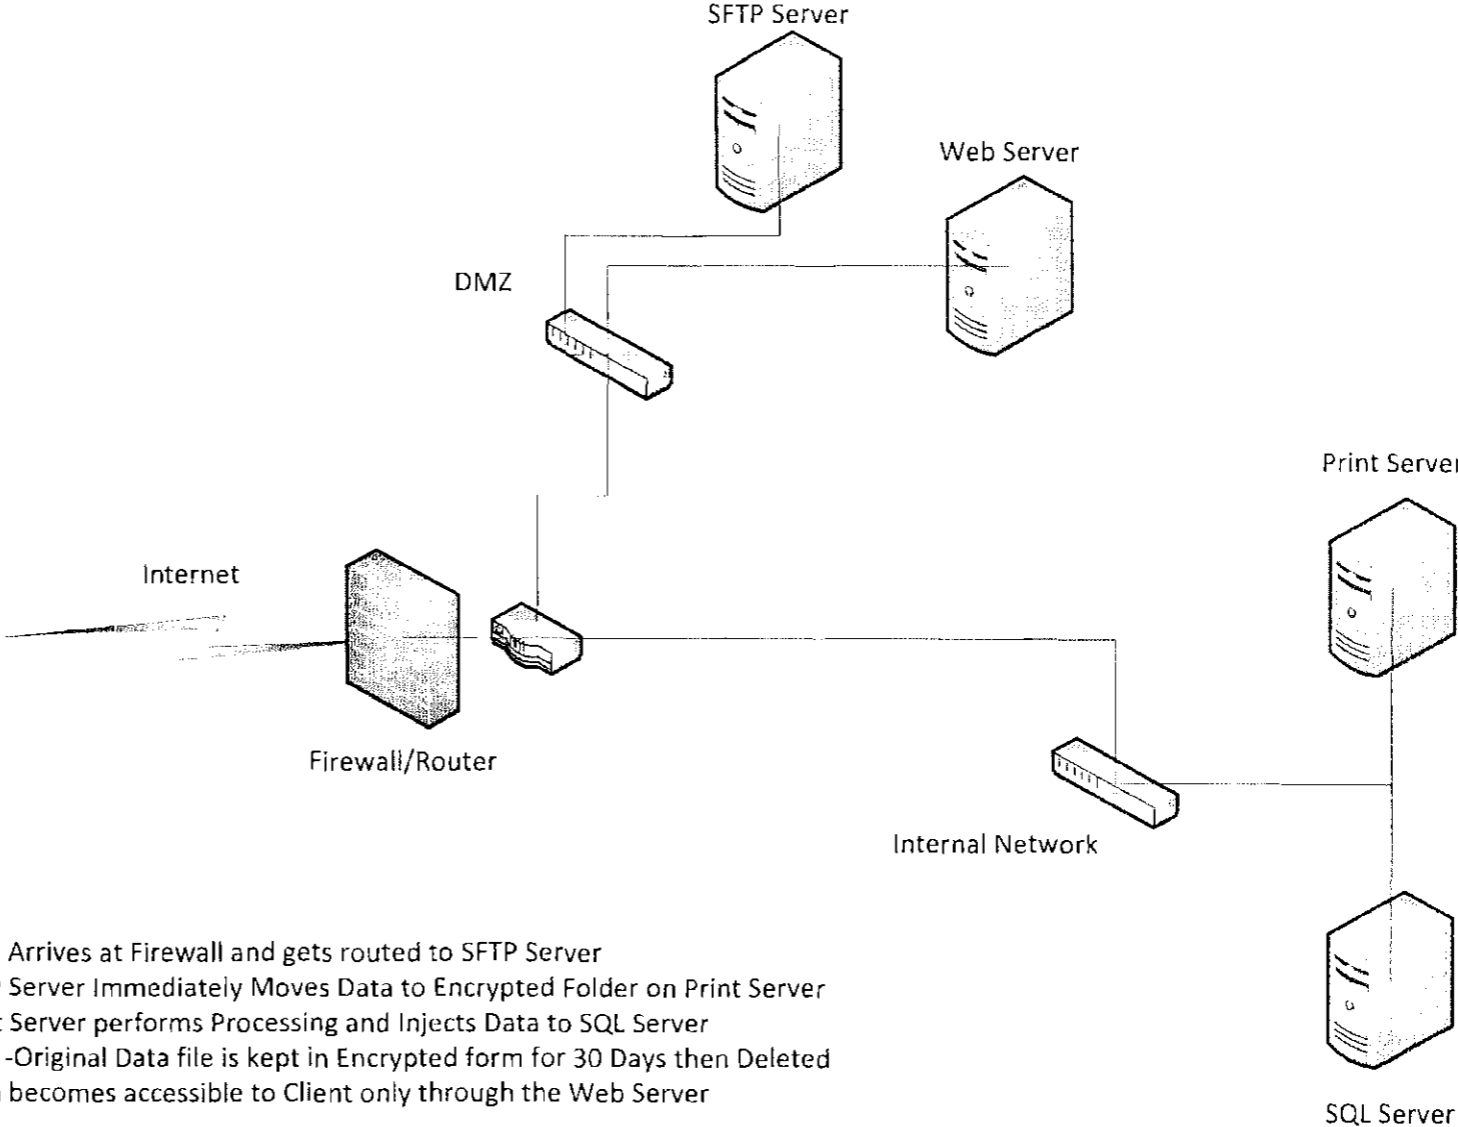 SFTP Server
Web Server
DMZ
Print Server
Internet
Firewall/Router
Internal Network
Arrives at Firewall and gets routed to SFTP Server
Server Immediately Moves Data to Encrypted Folder on Print Server
Server performs Processing and Injects Data to SQL Server
-Original Data file is kept in Encrypted form for 30 Days then Deleted
becomes accessible to Client only through the Web Server
SQL Server